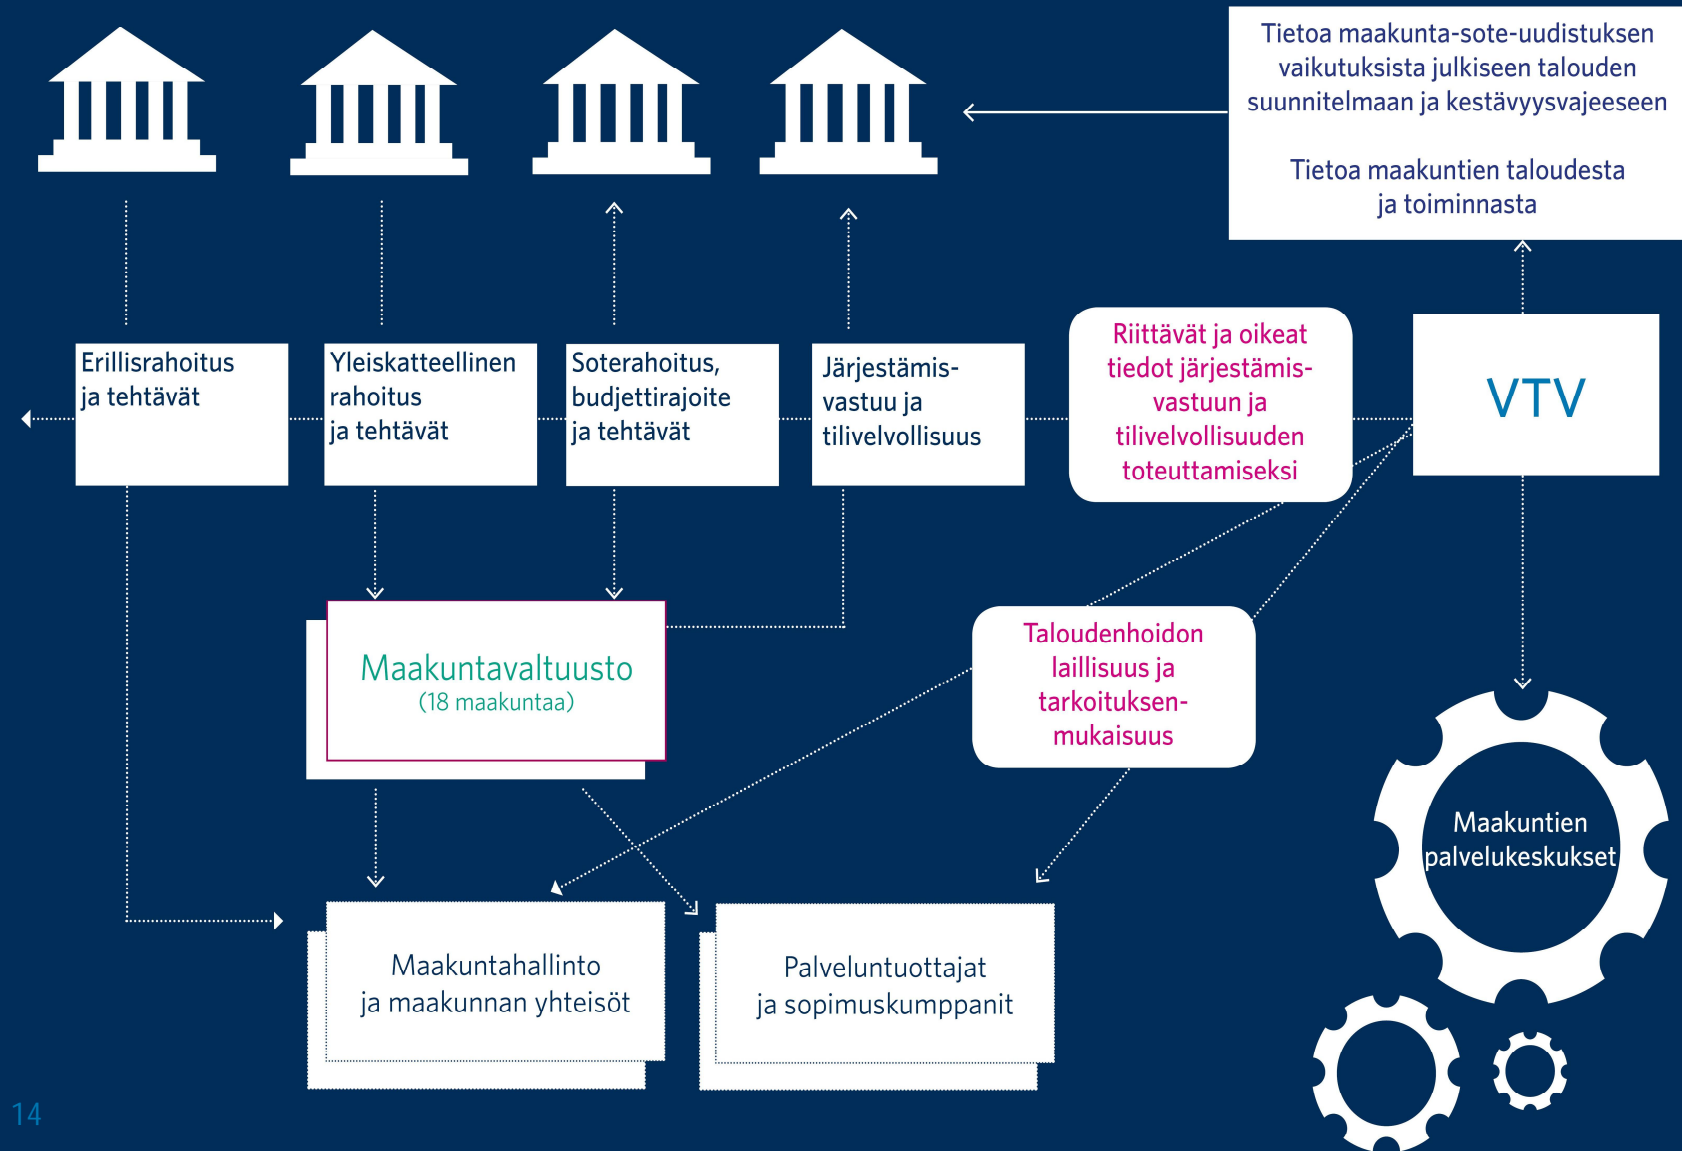 Tietoa maakunta-sote-uudistuksen
vaikutuksista julkiseen talouden
suunnitelmaan ja kestävyysvajeeseen
Tietoa maakuntien taloudesta
ja toiminnasta
Erillisrahoitus
ja tehtävät
Yleiskatteellinen
rahoitus
ja tehtävät
Soterahoitus,
budjettirajoite
ja tehtävät
Järjestämis-
vastuu ja
tilivelvollisuus
Riittävät ja oikeat
tiedot järjestämis-
vastuun ja
tilivelvollisuuden
toteuttamiseksi
VTV
Maakuntavaltuusto
(18 maakuntaa)
Taloudenhoidon
laillisuus ja
tarkoituksen-
mukaisuus
Maakuntien
palvelukeskukset
Maakuntahallinto
ja maakunnan yhteisöt
Palveluntuottajat
ja sopimuskumppanit
14